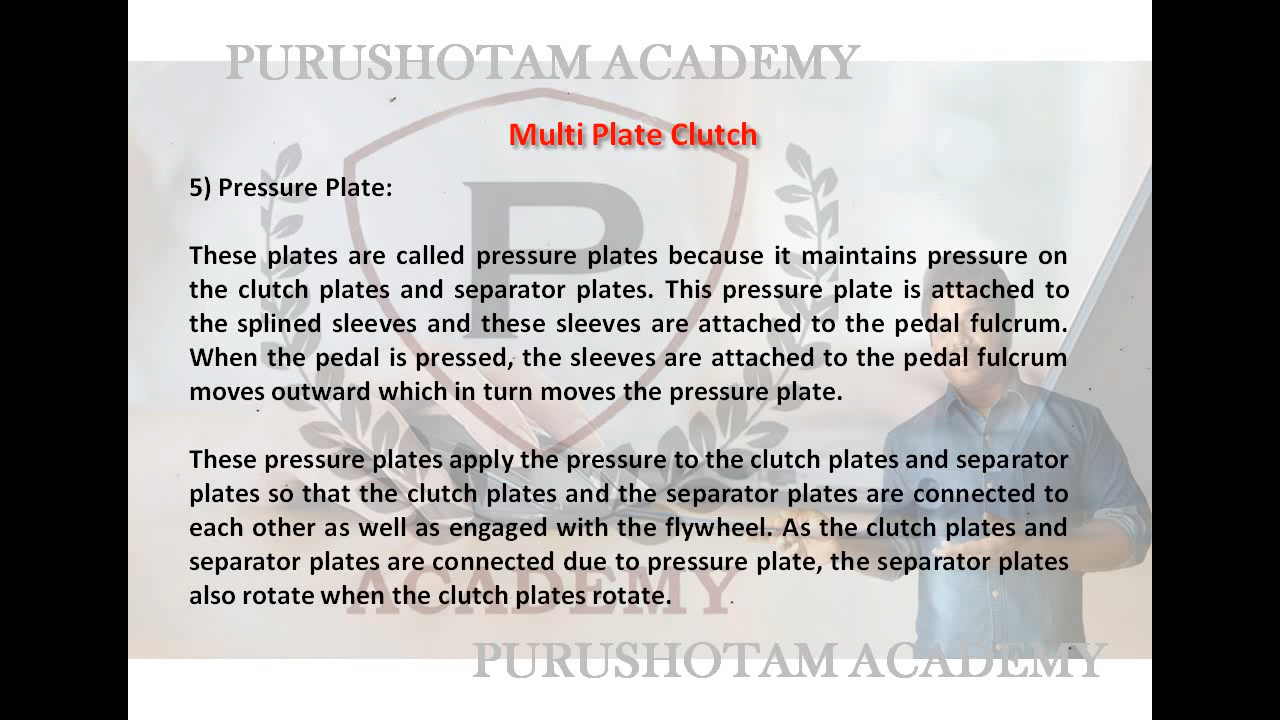 PURUSHOTAM ACADEMY
Multi Plate Clutch
5) Pressure Plate:
These plates are called pressure plates because it maintains pressure on
the clutch plates and separator plates. This pressure plate is attached to
the splined sleeves and these sleeves are attached to the pedal fulcrum.
When the pedal is pressed, the sleeves are attached to the pedal fulcrum
moves outward which in turn moves the pressure plate.
These pressure plates apply the pressure to the clutch plates and separator
plates so that the clutch plates and the separator plates are connected to
each other as well as engaged with the flywheel. As the clutch plates and
separator plates are connected due to pressure plate, the separator plates
also rotate when the clutch plates rotate.
P
ACADEMY
PURUSHOTAM ACADEMY